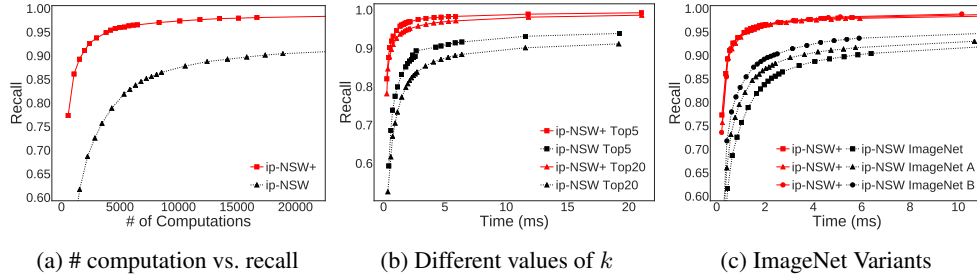 1.00
0.95
0.90
0.85
0.80
0.75
0.70
0.65
0.60
Recall
ip-NSW+
ip-NSW
0 5000 10000 15000 20000
# of Computations
(a) # computation vs. recall
1.0
0.9
0.8
0.7
0.6
Recall
ip-NSW+ Top5
ip-NSW Top5
ip-NSW+ Top20
ip-NSW Top20
0 5 10 15 20
Time (ms)
(b) Different values of k
1.00
0.95
0.90
0.85
0.80
0.75
0.70
0.65
0.60
Recall
ip-NSW+ ip-NSW ImageNet
ip-NSW+ ip-NSW ImageNet A
ip-NSW+ ip-NSW ImageNet B
0 2 4 6 8 10
Time (ms)
(c) ImageNet Variants